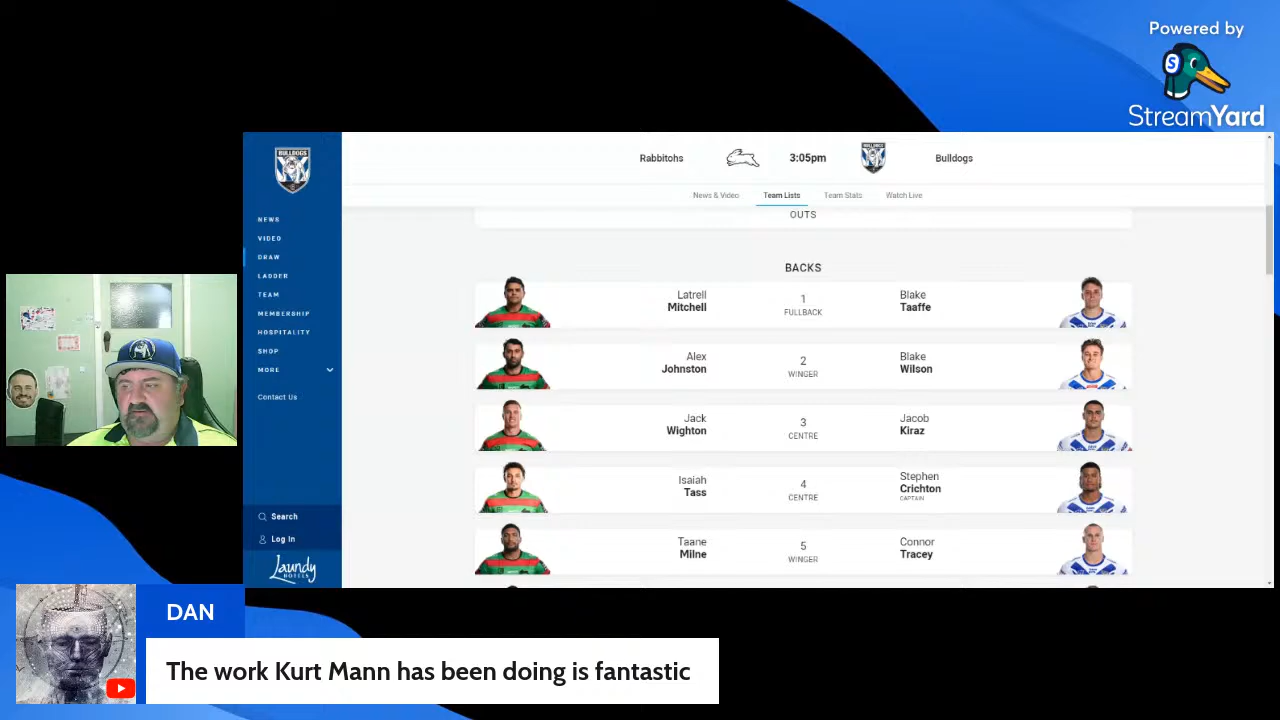 Powered by
StreamYard
BULLDOGS
NEWS
VIDEO
DRAW
LADDER
TEAM
MEMBERSHIP
HOSPITALITY
SHOP
MORE
Contact Us
Search
Log In
Laundy
HOTELS
Rabbitohs
3:05pm
Bulldogs
News & Video
Team Lists
Team Stats
Watch Live
OUTS
BACKS
Latrell
Mitchell
1
FULLBACK
Blake
Taaffe
Alex
Johnston
2
WINGER
Blake
Wilson
Jack
Wighton
3
CENTRE
Jacob
Kiraz
Isaiah
Tass
4
CENTRE
Stephen
Crichton
CAPTAIN
Taane
Milne
5
WINGER
Connor
Tracey
DAN
The work Kurt Mann has been doing is fantastic